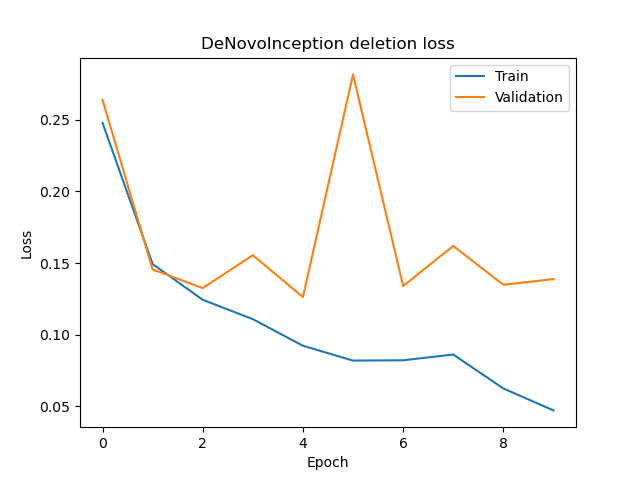 DeNovoInception deletion loss
Train
Validation
0.25
0.20
0.15
0.10
0.05
Loss
0 2 4 6 8
Epoch